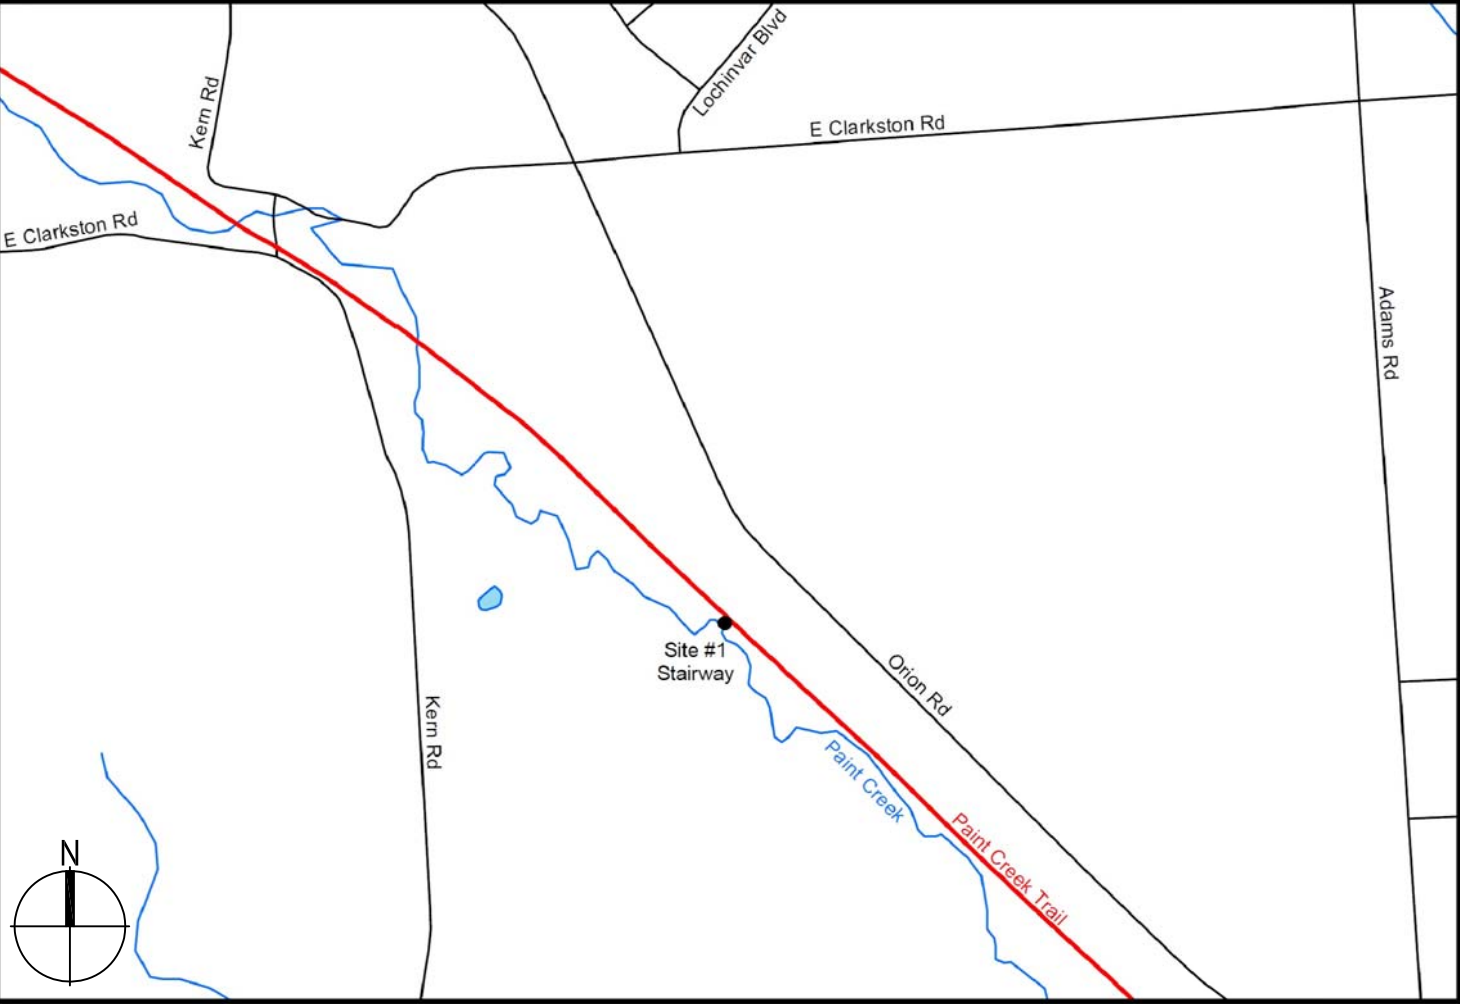 Lochinvar Blvd
Kern Rd
E Clarkston Rd
E Clarkston Rd
Adams Rd
Site #1
Stairway
Orion Rd
Kern Rd
Paint Creek
Paint Creek Trail
N